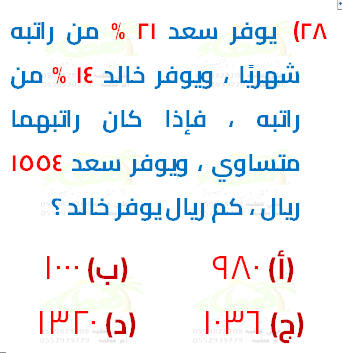 ٢٨) يوفر سعد ٢١ % من راتبه
شهريًا ، ويوفر خالد ١٤ % من
راتبه ، فإذا كان راتبهما
متساوي ، ويوفر سعد ١٥٥٤
ريال ، كم ريال يوفر خالد ؟
(أ) ٩٨٠ (ب) ١٠٠٠
(ج) ١٠٣٦ (د) ١٣٢٠